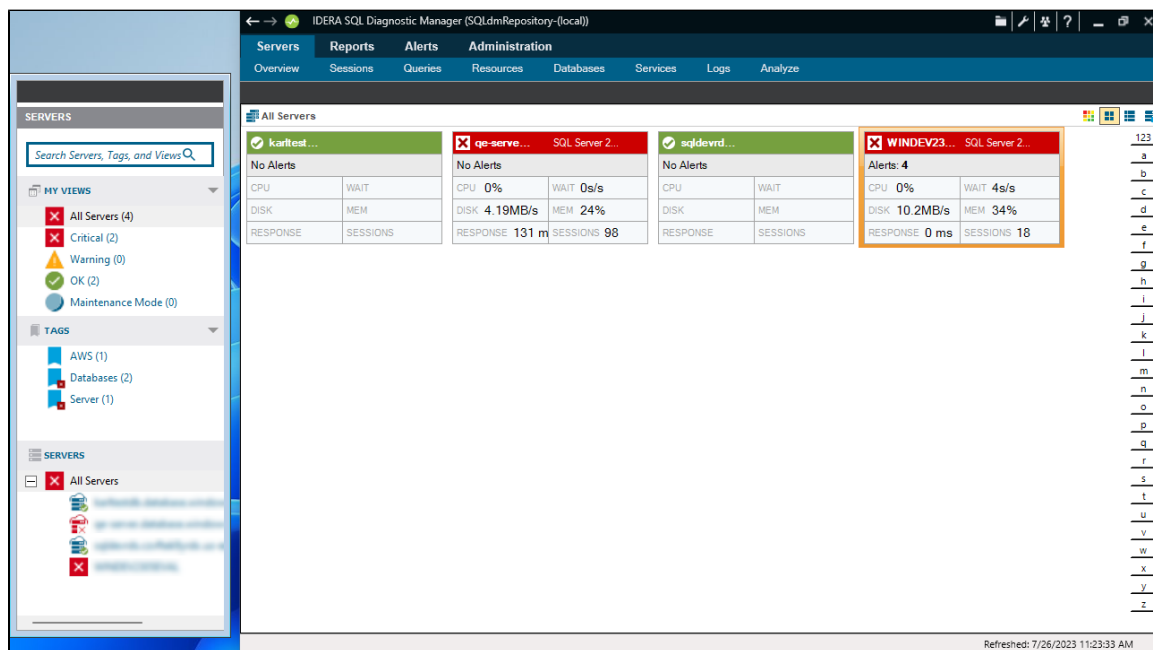 IDERA SQL Diagnostic Manager (SQLdmRepository-(local))
Servers Reports Alerts Administration
Overview Sessions Queries Resources Databases Services Logs Analyze
SERVERS
Search Servers, Tags, and Views
MY VIEWS
All Servers (4)
Critical (2)
Warning (0)
OK (2)
Maintenance Mode (0)
TAGS
AWS (1)
Databases (2)
Server (1)
SERVERS
All Servers
All Servers
karltest...
No Alerts
CPU WAIT
DISK MEM
RESPONSE SESSIONS
qe-serve... SQL Server 2...
No Alerts
CPU 0% WAIT 0s/s
DISK 4.19MB/s MEM 24%
RESPONSE 131 m SESSIONS 98
sqldevrd...
No Alerts
CPU WAIT
DISK MEM
RESPONSE SESSIONS
WINDEV23... SQL Server 2...
Alerts: 4
CPU 0% WAIT 4s/s
DISK 10.2MB/s MEM 34%
RESPONSE 0 ms SESSIONS 18
123
a
b
c
d
e
f
g
h
i
j
k
l
m
n
o
p
q
r
s
t
u
v
w
x
y
z
Refreshed: 7/26/2023 11:23:33 AM